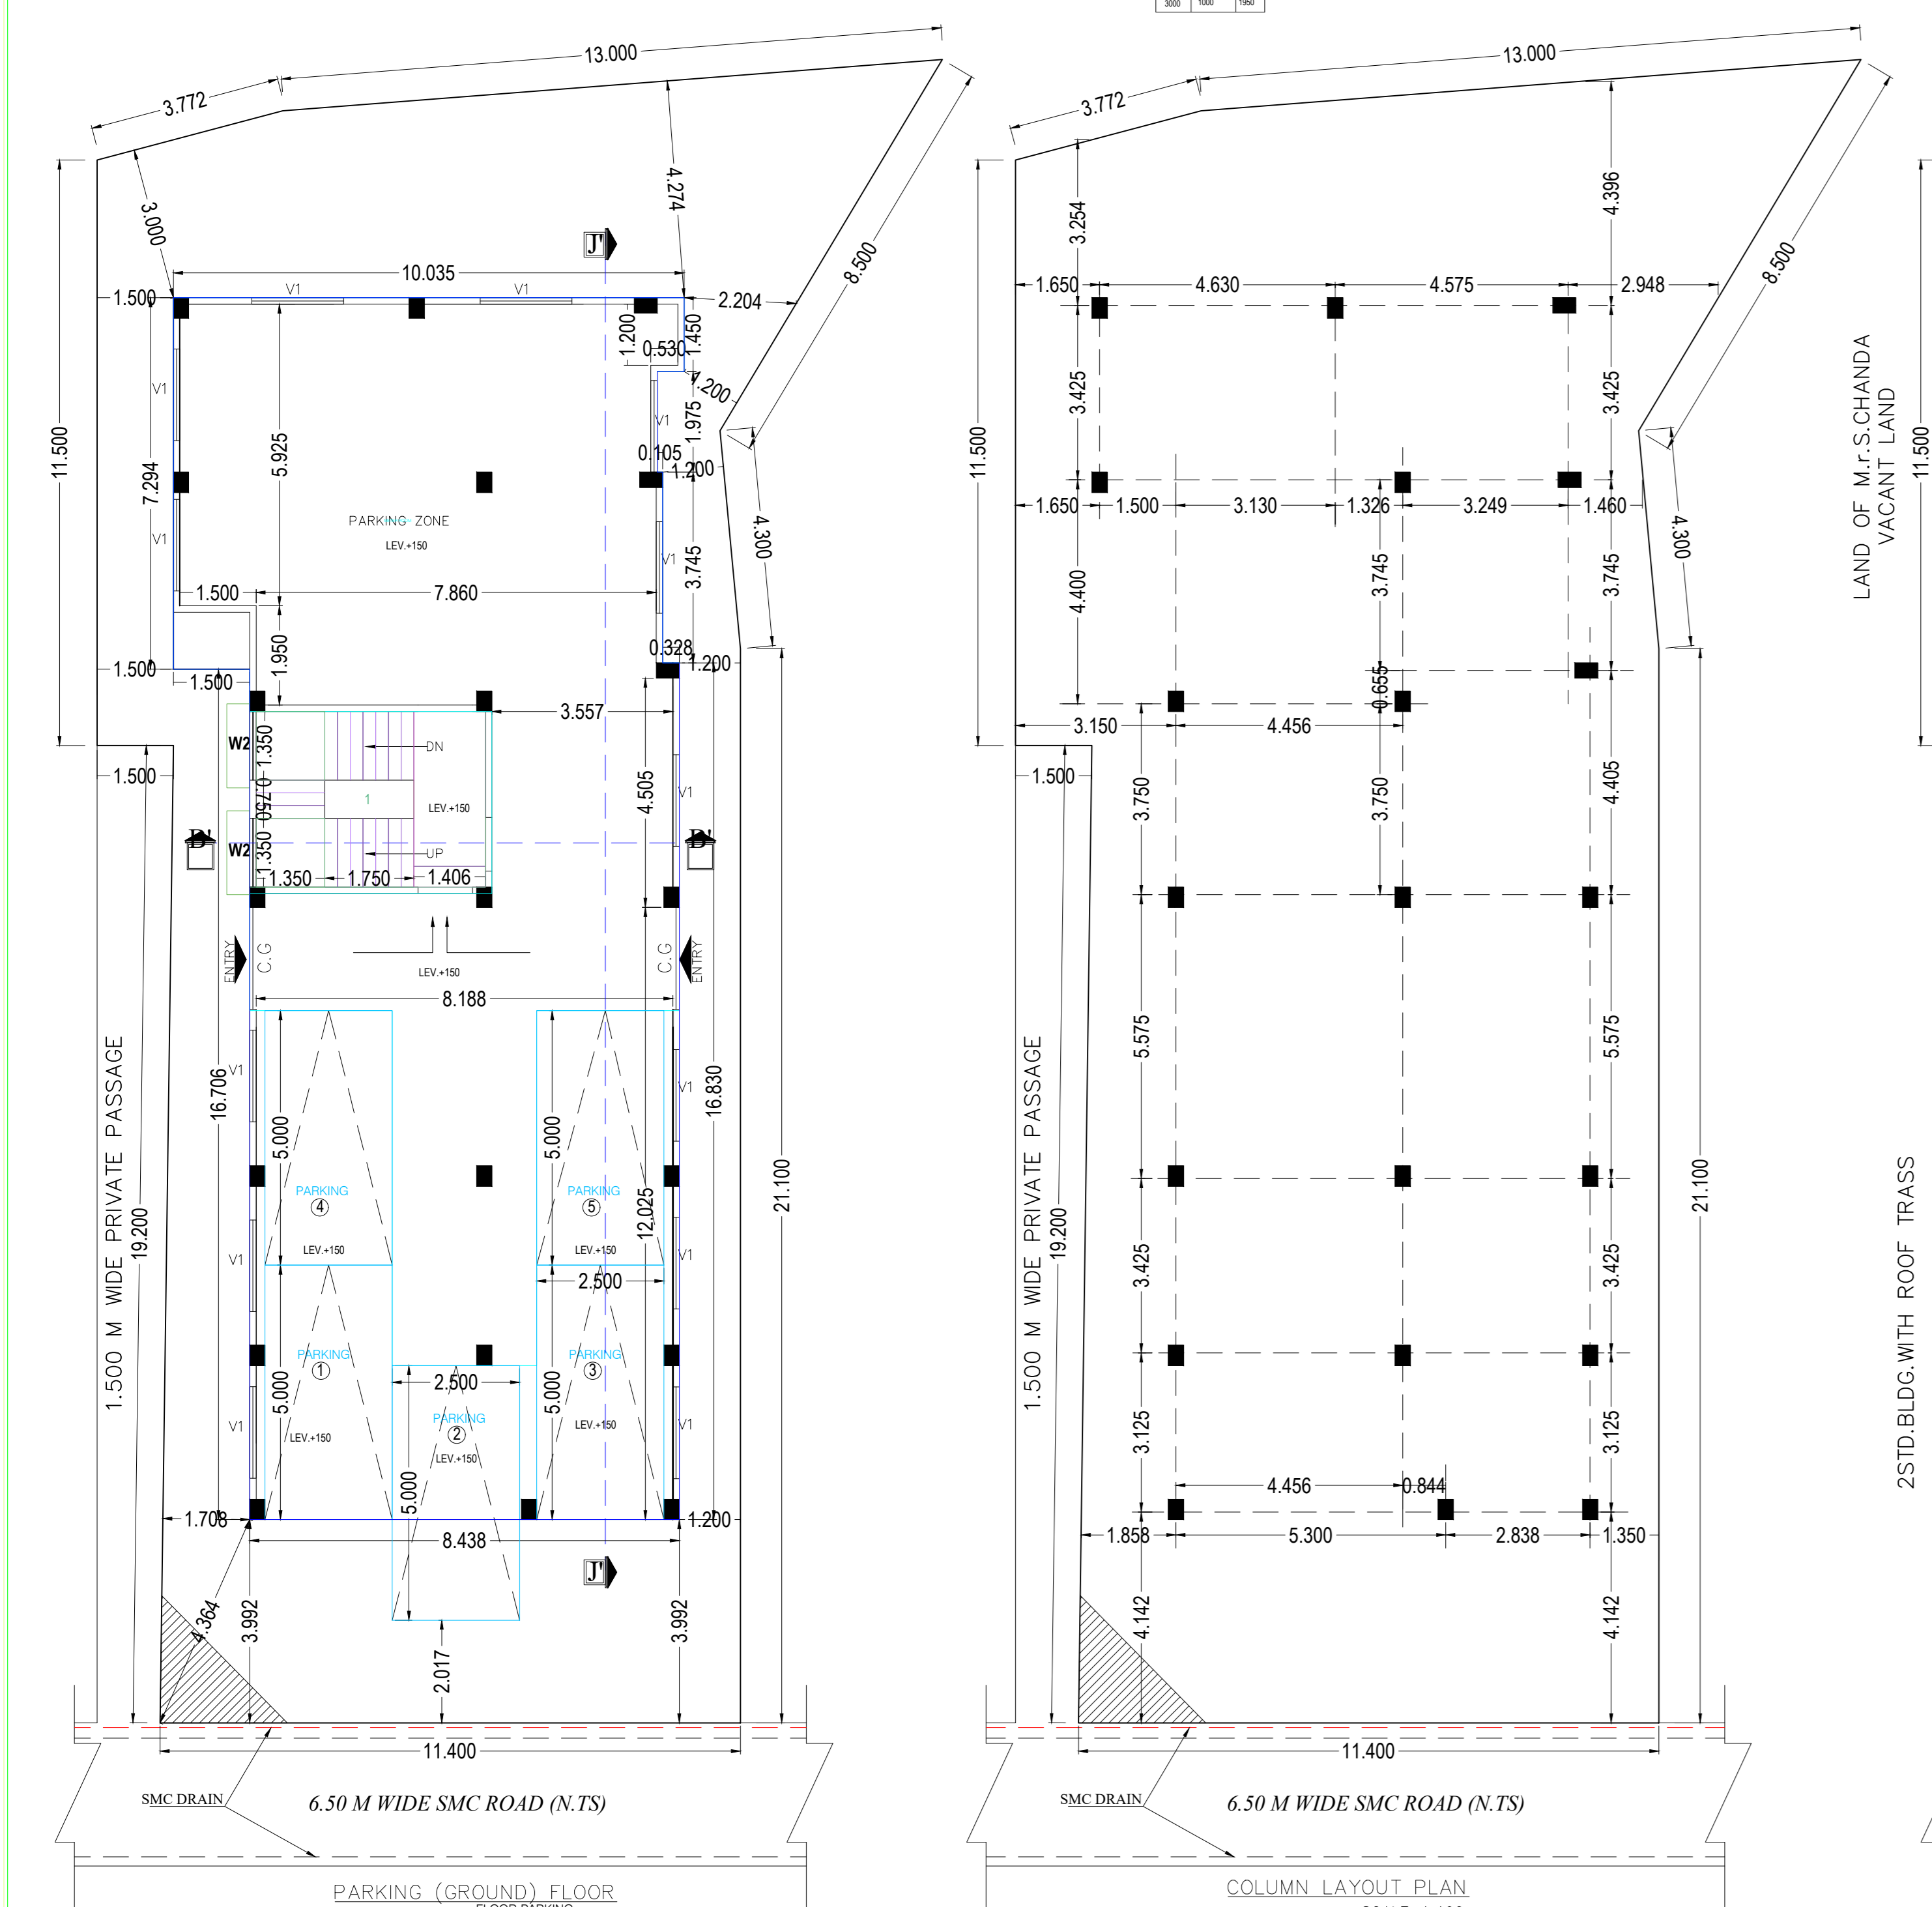 3000 1000 1950
13.000
3.772
3.000
4.274
8.500
J'
10.035
V1 V1
1.500
2.204
1.200
0.530
1.450
1.200
V1
V1
1.975
11.500
7.294
5.925
0.105
1.200
PARKING ZONE
LEV.+150
V1
V1
3.745
4.300
1.500
7.860
1.950
0.328
1.200
1.500
1.500
3.557
W2
1.350
DN
1.500
0.750
1
LEV.+150
4.505
V1
D'
D'
W2
1.350
UP
1.350
1.750
1.406
ENTRY
C.G
C.G
ENTRY
LEV.+150
8.188
1.500 M WIDE PRIVATE PASSAGE
19.200
16.706
V1
V1
5.000
5.000
16.830
21.100
PARKING
4
PARKING
5
12.025
LEV.+150
LEV.+150
V1
V1
2.500
PARKING
1
PARKING
3
5.000
5.000
2.500
PARKING
2
LEV.+150
LEV.+150
LEV.+150
V1
V1
5.000
1.708
1.200
8.438
J'
4.364
3.992
3.992
2.017
11.400
SMC DRAIN
6.50 M WIDE SMC ROAD (N.TS)
PARKING (GROUND) FLOOR
FLOOR PARKING
13.000
3.772
3.254
4.396
8.500
1.650
4.630
4.575
2.948
11.500
3.425
3.425
1.650
1.500
3.130
1.326
3.249
1.460
4.300
4.400
3.745
3.745
0.655
3.150
4.456
1.500
3.750
3.750
4.405
1.500 M WIDE PRIVATE PASSAGE
19.200
5.575
5.575
21.100
3.425
3.425
3.125
3.125
4.456
0.844
1.858
5.300
2.838
1.350
4.142
4.142
11.400
SMC DRAIN
6.50 M WIDE SMC ROAD (N.TS)
COLUMN LAYOUT PLAN
LAND OF M.r.S.CHANDA
VACANT LAND
11.500
2STD.BLDG.WITH ROOF TRASS